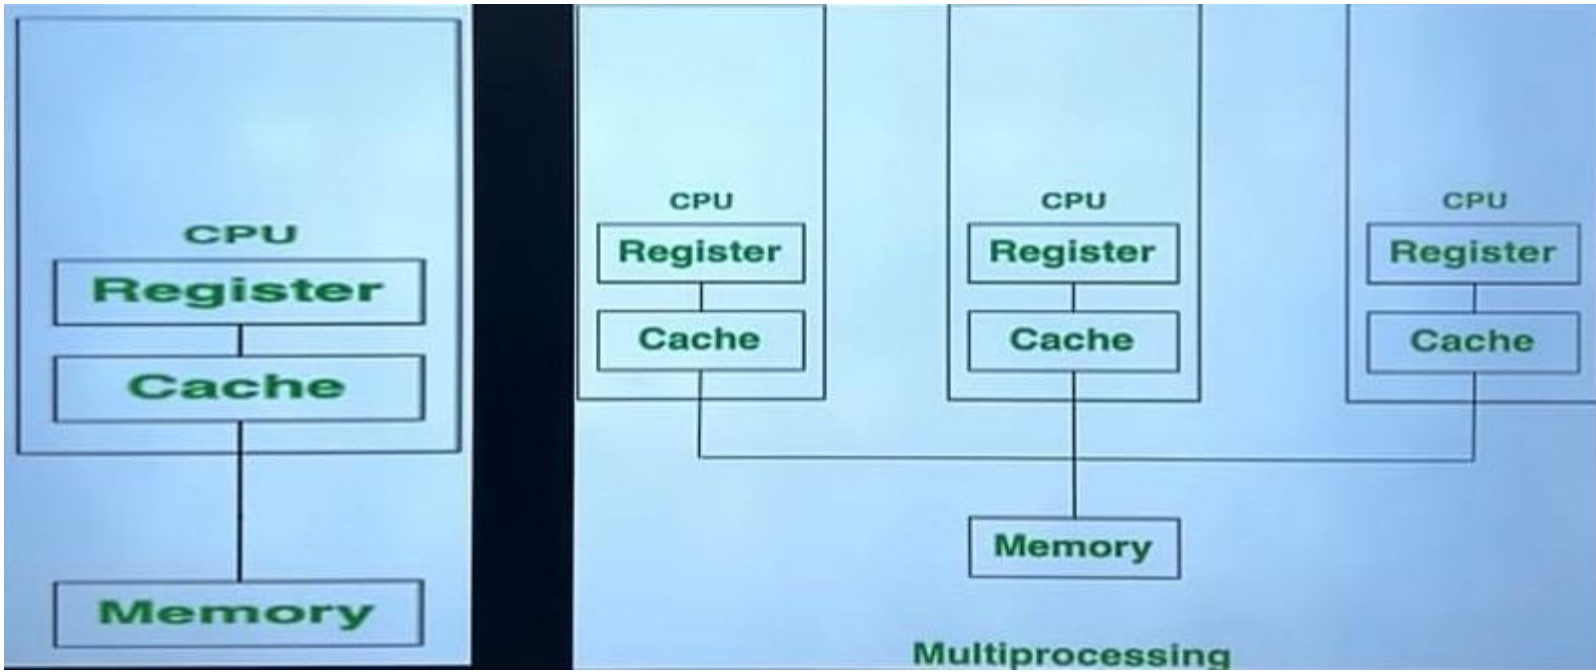 CPU
Register
Cache
Memory
CPU
Register
Cache
CPU
Register
Cache
CPU
Register
Cache
Memory
Multiprocessing